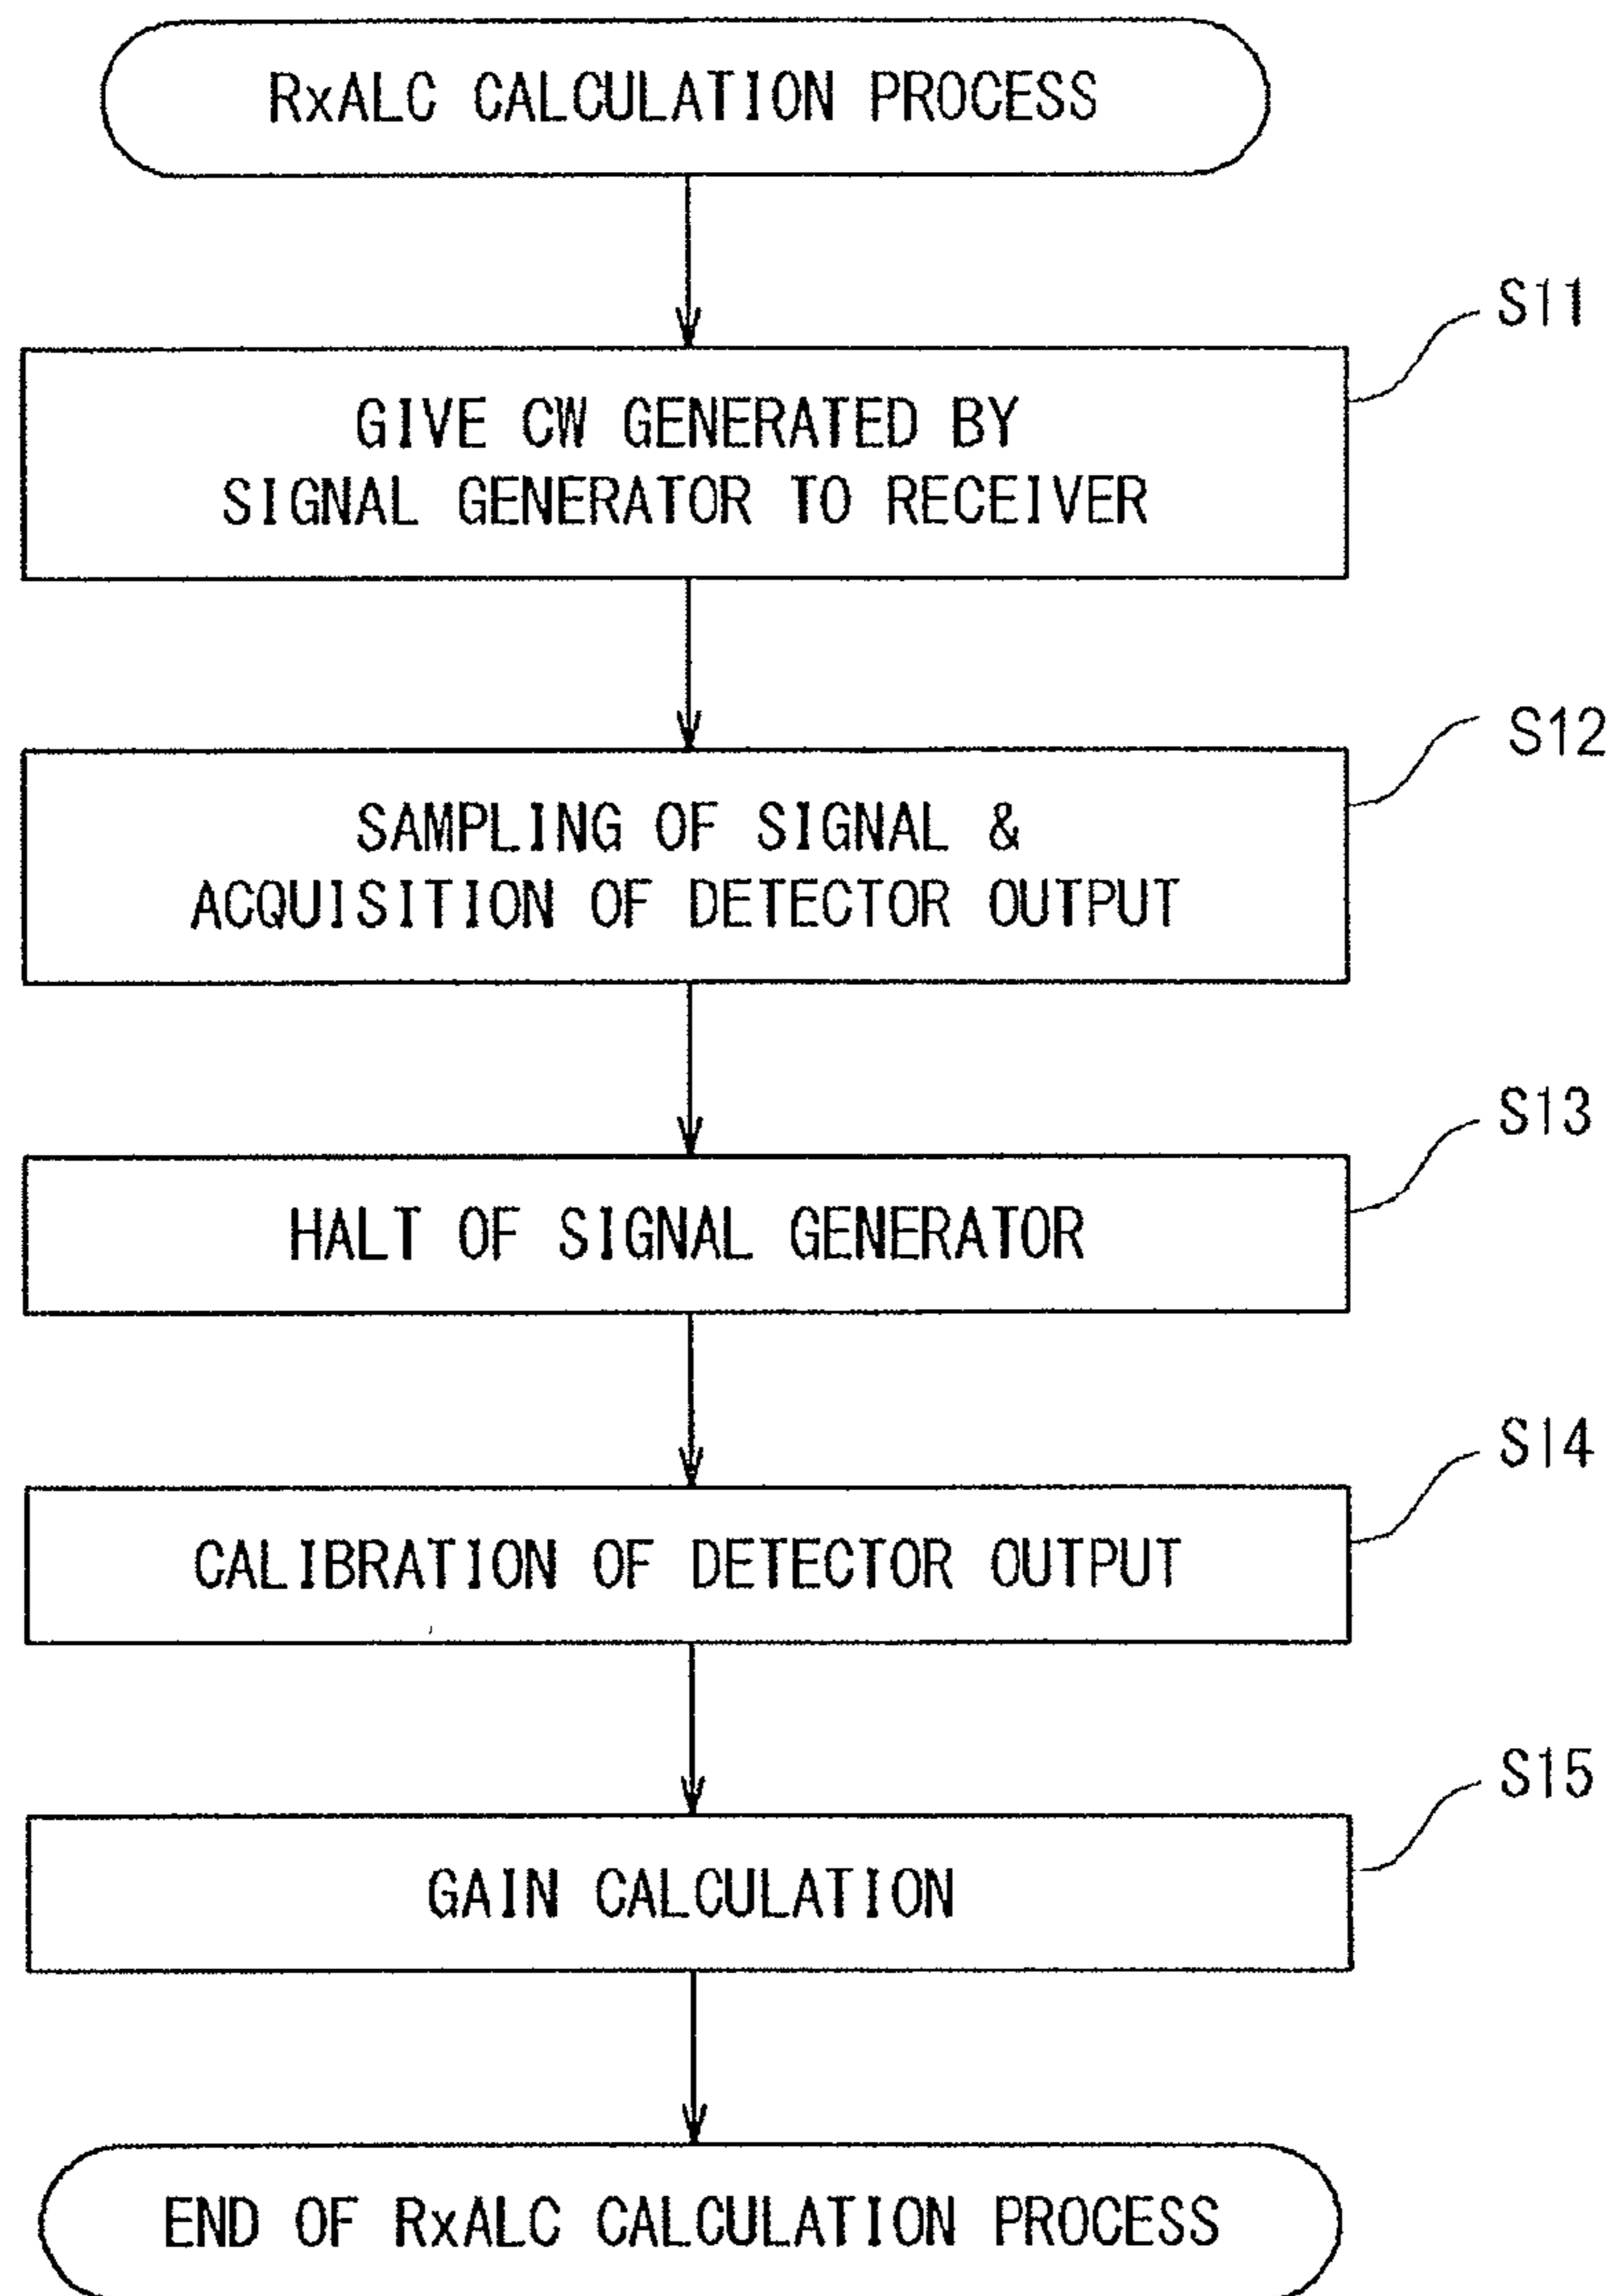 RxALC CALCULATION PROCESS
S11
GIVE CW GENERATED BY
SIGNAL GENERATOR TO RECEIVER
S12
SAMPLING OF SIGNAL &
ACQUISITION OF DETECTOR OUTPUT
S13
HALT OF SIGNAL GENERATOR
S14
CALIBRATION OF DETECTOR OUTPUT
S15
GAIN CALCULATION
END OF RxALC CALCULATION PROCESS